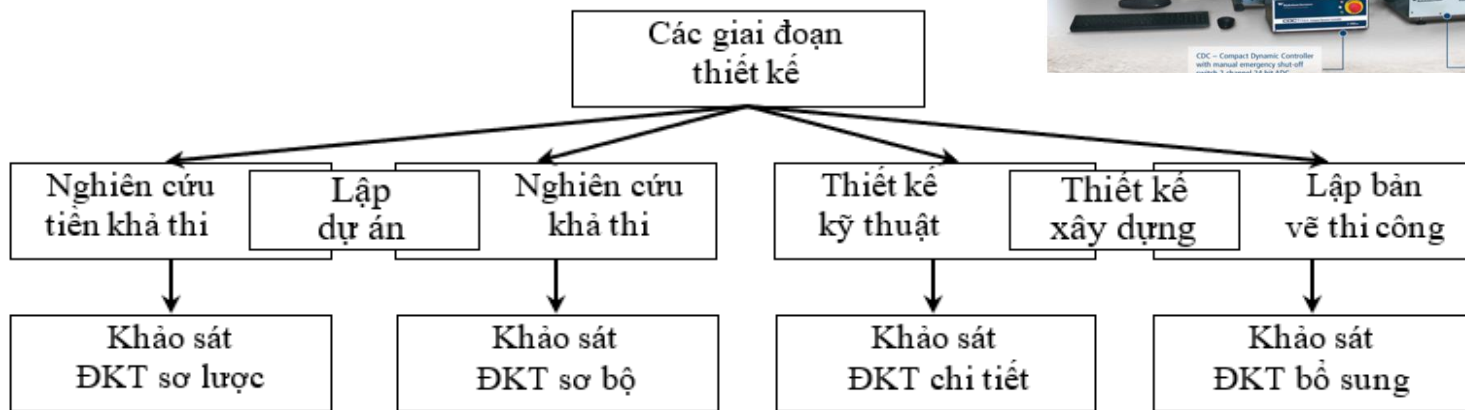 Các giai đoạn
thiết kế
CDC – Compact Dynamic Controller
with manual emergency shut-off
Nghiên cứu
tiền khả thi
Lập
dự án
Nghiên cứu
khả thi
Thiết kế
kỹ thuật
Thiết kế
xây dựng
Lập bản
vẽ thi công
Khảo sát
ĐKT sơ lược
Khảo sát
ĐKT sơ bộ
Khảo sát
ĐKT chi tiết
Khảo sát
ĐKT bổ sung